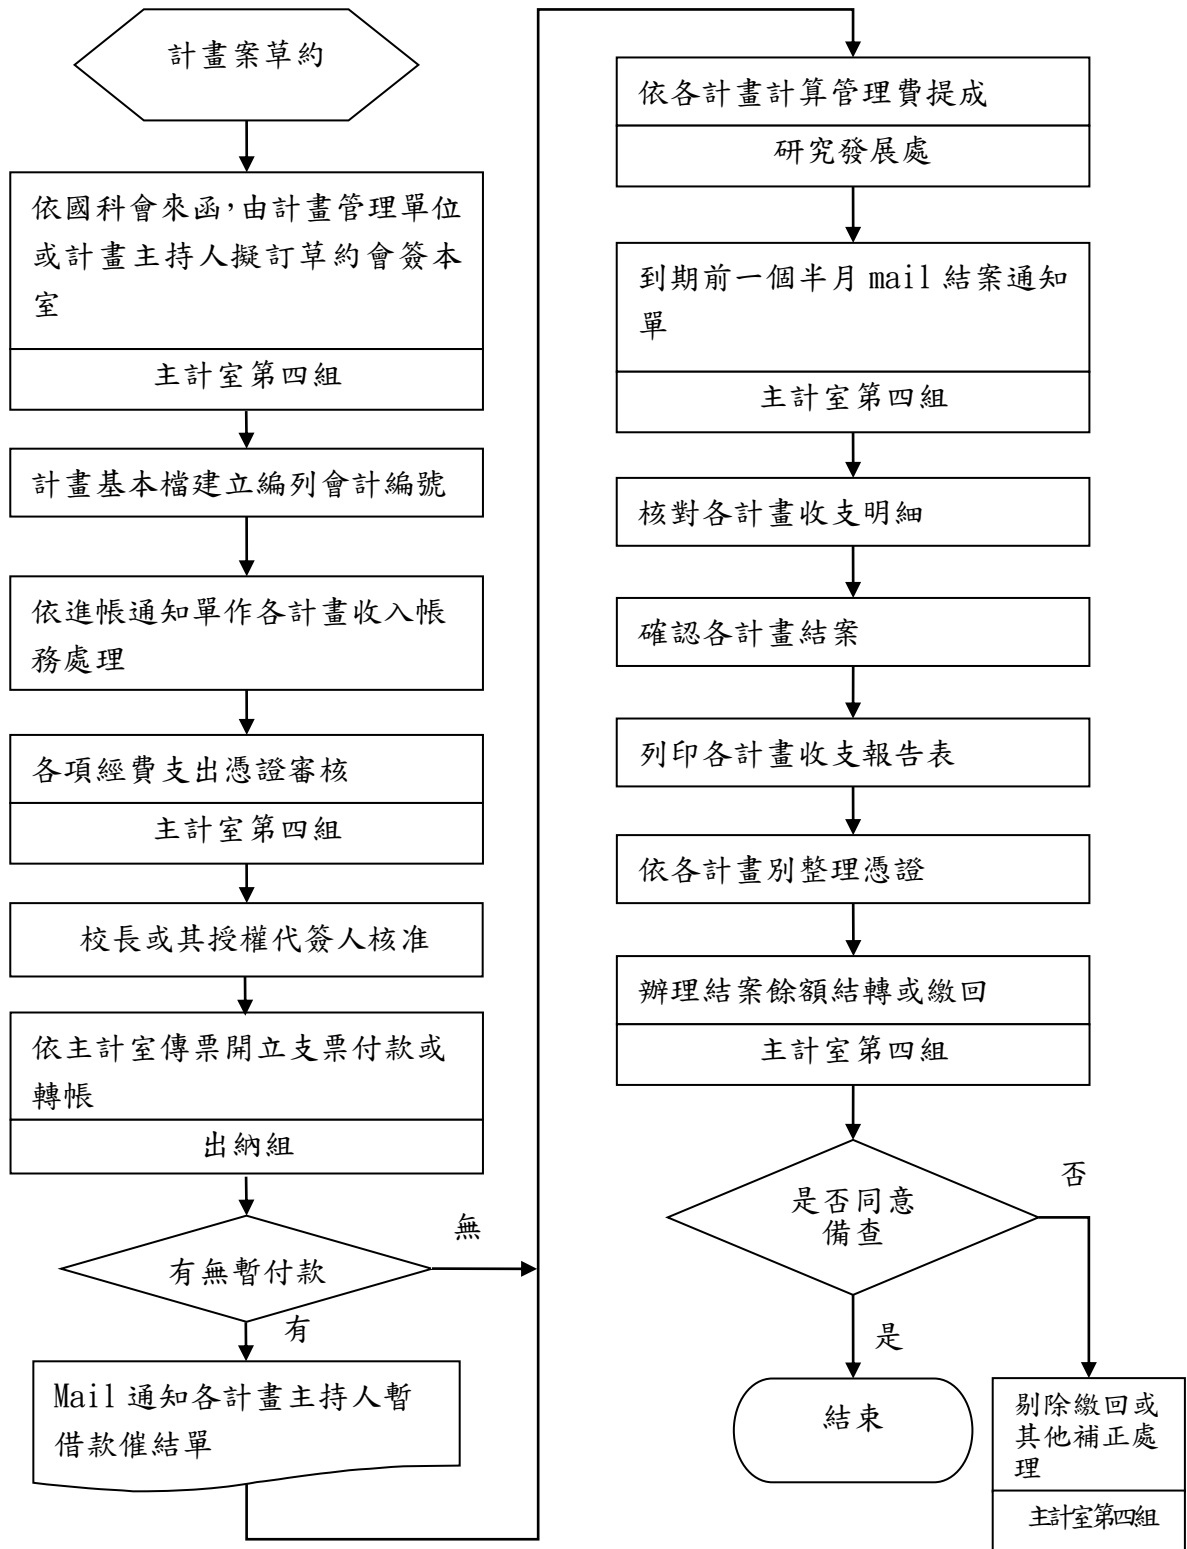 計畫案草約
依國科會來函，由計畫管理單位
或計畫主持人擬訂草約會簽本
室
主計室第四組
計畫基本檔建立編列會計編號
依進帳通知單作各計畫收入帳
務處理
各項經費支出憑證審核
主計室第四組
校長或其授權代簽人核准
依主計室傳票開立支票付款或
轉帳
出納組
有無暫付款
無
有
Mail 通知各計畫主持人暫
借款催結單
依各計畫計算管理費提成
研究發展處
到期前一個半月 mail 結案通知
單
主計室第四組
核對各計畫收支明細
確認各計畫結案
列印各計畫收支報告表
依各計畫別整理憑證
辦理結案餘額結轉或繳回
主計室第四組
是否同意
備查
否
是
結束
剔除繳回或
其他補正處
理
主計室第四組